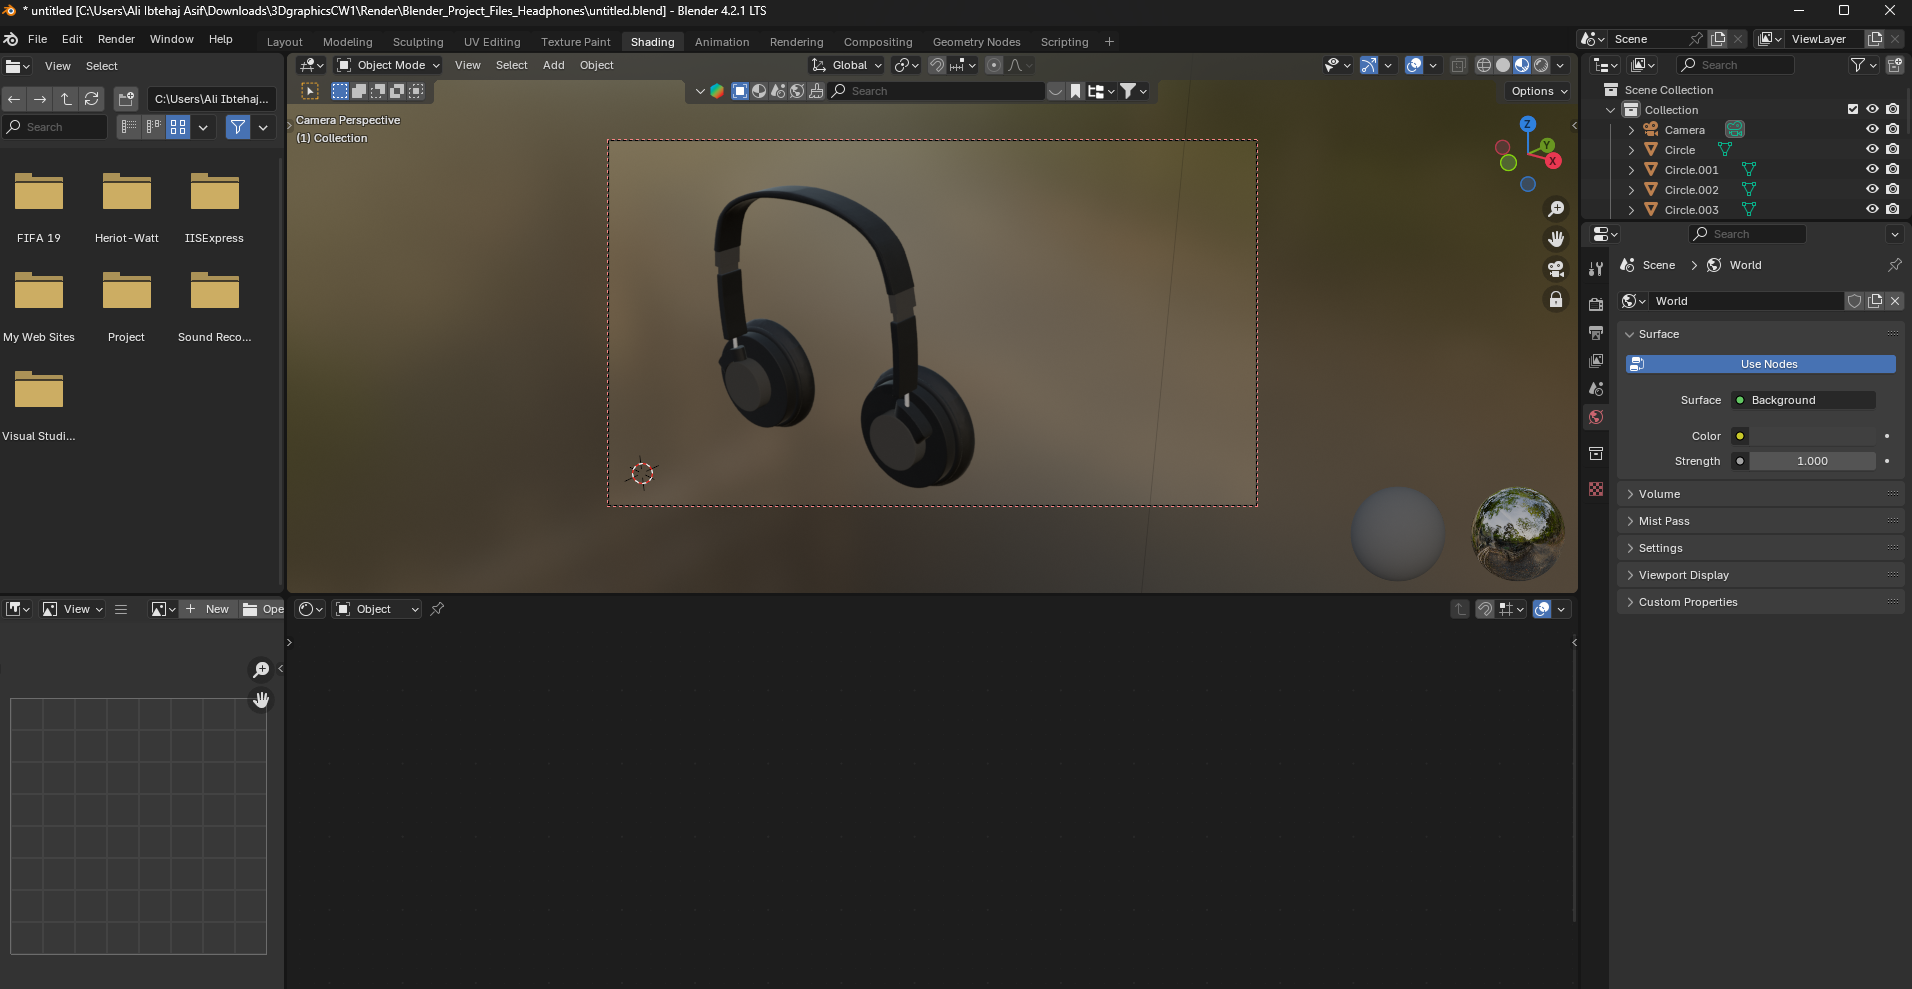 * untitled [C:\Users\Ali Ibtehaj Asif\Downloads\3DgraphicsCW1\Render\Blender_Project_Files_Headphones\untitled.blend] - Blender 4.2.1 LTS
File Edit Render Window Help Layout Modeling Sculpting UV Editing Texture Paint Shading Animation Rendering Compositing Geometry Nodes Scripting + Scene ViewLayer
View Select
Object Mode View Select Add Object Global
Search
C:\Users\Ali Ibtehaj...
Search
Search
Options
Camera Perspective
(1) Collection
Z
Y
X
FIFA 19 Heriot-Watt IISExpress
My Web Sites Project Sound Reco...
Visual Studi...
View New Ope
Object
Scene Collection
Collection
Camera
Circle
Circle.001
Circle.002
Circle.003
Search
Scene > World
World
Surface
Use Nodes
Surface Background
Color
Strength 1.000
Volume
Mist Pass
Settings
Viewport Display
Custom Properties